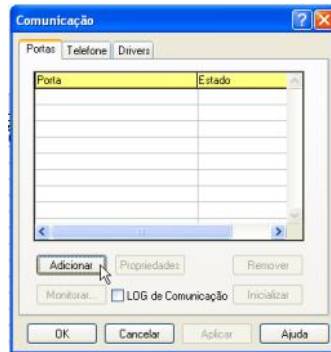 Comunicação
Portas Telefone Drivers
Porta Estado
Adicionar Propriedades Remover
Monitorar... LOG de Comunicação Inicializar
OK Cancelar Aplicar Ajuda